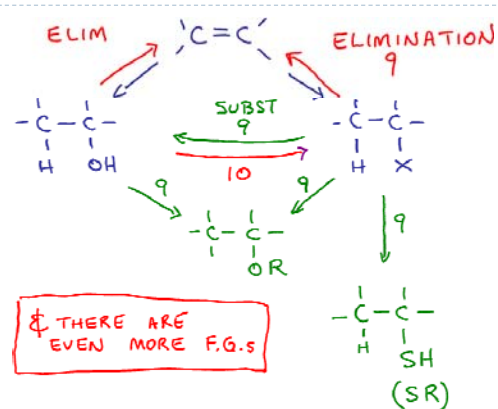 ELIM
C=C
ELIMINATION
9
SUBST
9
-C-C-
H OH
10
-C-C-
H X
9
9
9
-C-C-
OR
& THERE ARE
EVEN MORE F.G.s
-C-C-
H
SH
(SR)